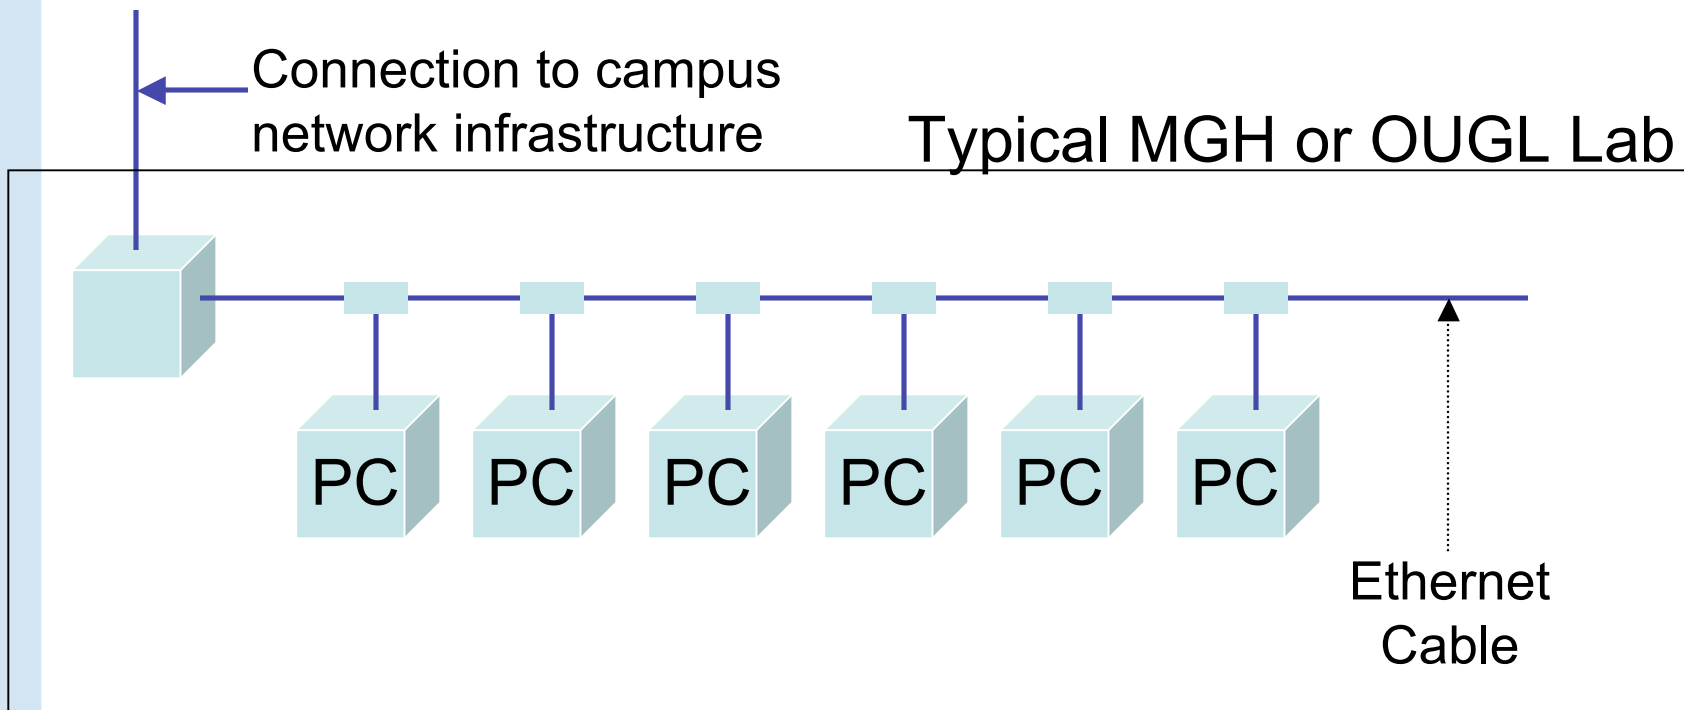 Connection to campus
network infrastructure
Typical MGH or OUGL Lab
PC PC PC PC PC PC
Ethernet
Cable